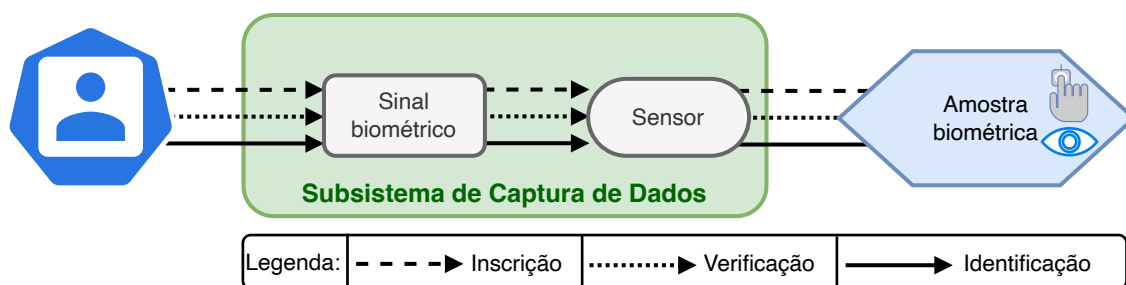 Sinal
biométrico
Sensor
Amostra
biométrica
Subsistema de Captura de Dados
Legenda: Inscrição Verificação Identificação